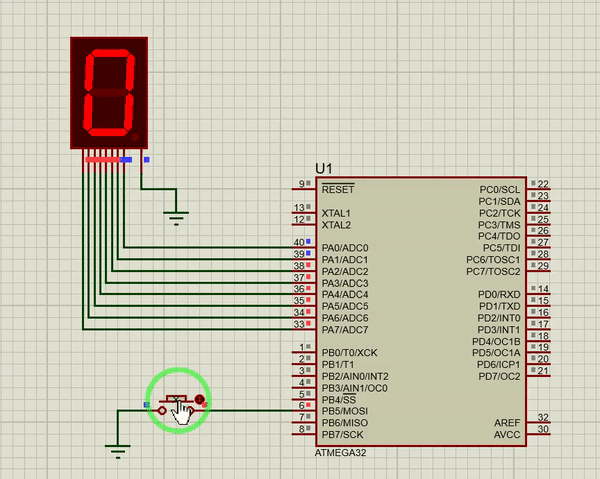 0
U1
9 RESET PC0/SCL 22
PC1/SDA 23
13 XTAL1 PC2/TCK 24
12 XTAL2 PC3/TMS 25
PC4/TDO 26
40 PA0/ADC0 PC5/TDI 27
39 PA1/ADC1 PC6/TOSC1 28
38 PA2/ADC2 PC7/TOSC2 29
37 PA3/ADC3
36 PA4/ADC4 PD0/RXD 14
35 PA5/ADC5 PD1/TXD 15
34 PA6/ADC6 PD2/INT0 16
33 PA7/ADC7 PD3/INT1 17
PD4/OC1B 18
1 PB0/T0/XCK PD5/OC1A 19
2 PB1/T1 PD6/ICP1 20
3 PB2/AIN0/INT2 PD7/OC2 21
4 PB3/AIN1/OC0
5 PB4/SS
6 PB5/MOSI
7 PB6/MISO AREF 32
8 PB7/SCK AVCC 30
ATMEGA32